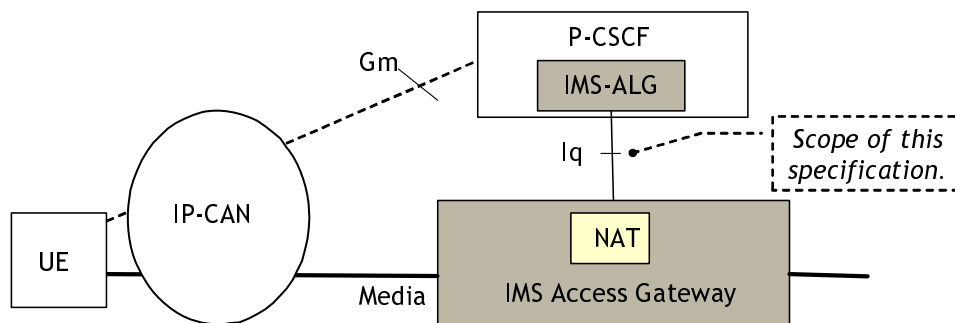 P-CSCF
Gm
IMS-ALG
Iq
Scope of this
specification.
IP-CAN
UE
NAT
Media
IMS Access Gateway